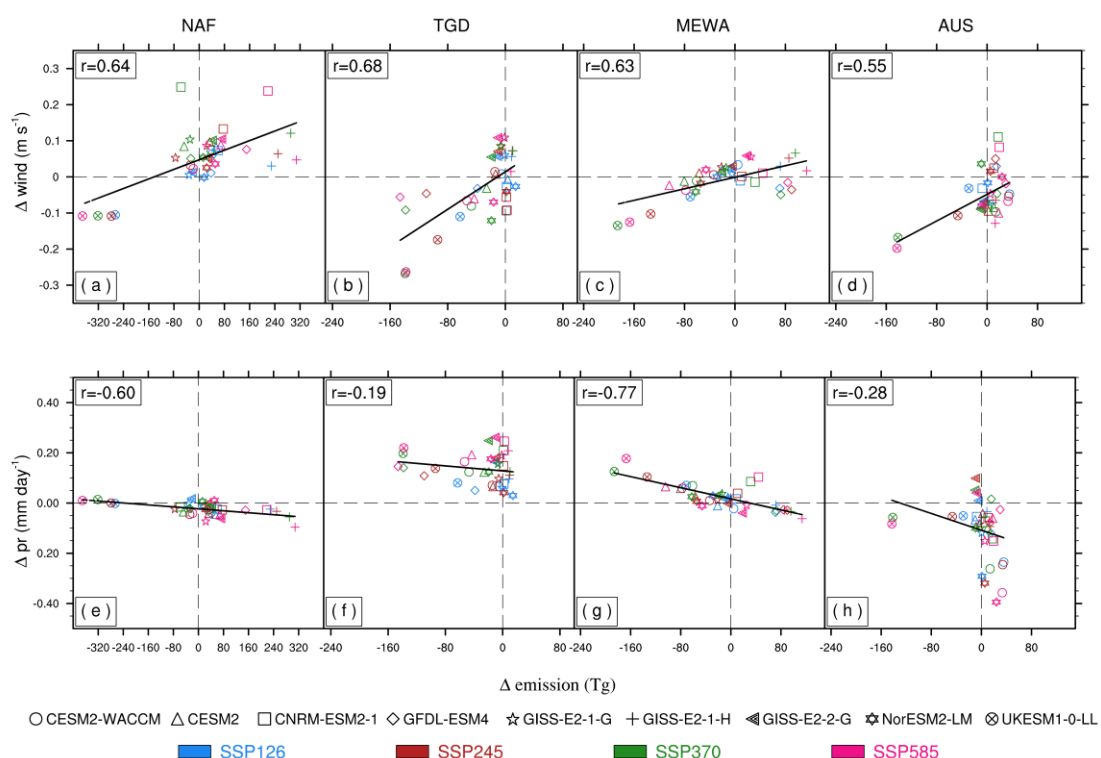 NAF TGD MEWA AUS
r=0.64 r=0.68 r=0.63 r=0.55
0.3
0.2
0.1
0
-0.1
-0.2
-0.3
Δ wind (m s⁻¹)
( a ) ( b ) ( c ) ( d )
-320 -240 -160 -80 0 80 160 240 320 -240 -160 -80 0 80 -240 -160 -80 0 80 -240 -160 -80 0 80
r=-0.60 r=-0.19 r=-0.77 r=-0.28
0.40
0.20
0.00
0.20
-0.40
Δ pr (mm day⁻¹)
( e ) ( f ) ( g ) ( h )
-320 -240 -160 -80 0 80 160 240 320 -240 -160 -80 0 80 -240 -160 -80 0 80 -240 -160 -80 0 80
Δ emission (Tg)
CESM2-WACCM CESM2 CNRM-ESM2-1 GFDL-ESM4 GISS-E2-1-G GISS-E2-1-H GISS-E2-2-G NorESM2-LM UKESM1-0-LL
SSP126 SSP245 SSP370 SSP585